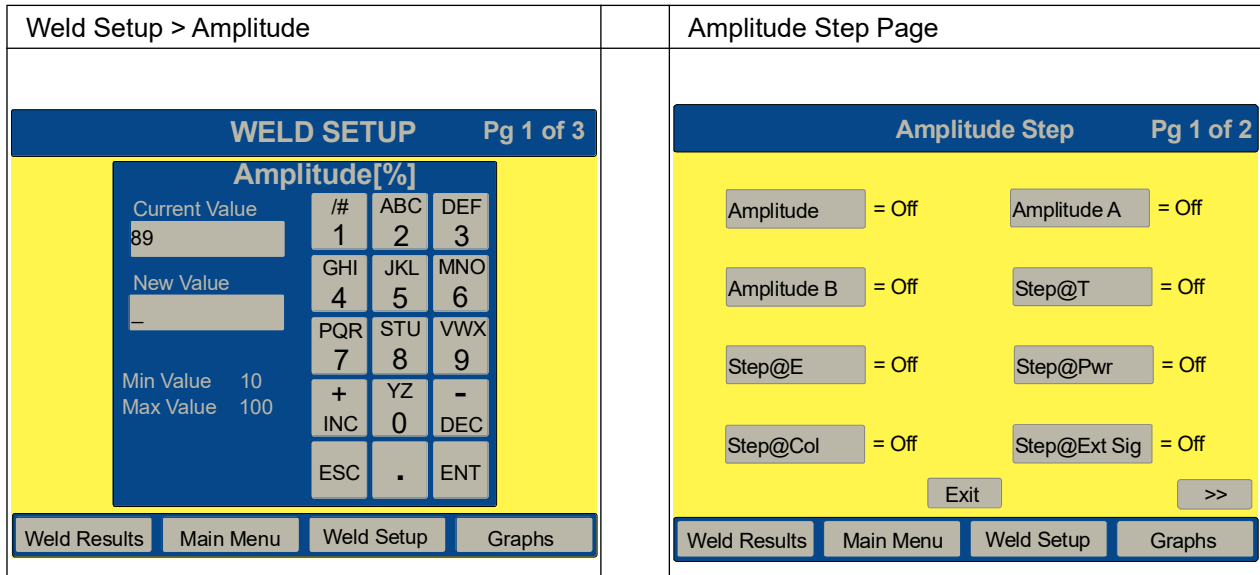 Weld Setup > Amplitude
WELD SETUP Pg 1 of 3
Amplitude[%]
Current Value
89
New Value
_
Min Value 10
Max Value 100
/# ABC DEF
1 2 3
GHI JKL MNO
4 5 6
PQR STU VWX
7 8 9
+ YZ -
INC 0 DEC
ESC . ENT
Weld Results Main Menu Weld Setup Graphs
Amplitude Step Page
Amplitude Step Pg 1 of 2
Amplitude = Off Amplitude A = Off
Amplitude B = Off Step@T = Off
Step@E = Off Step@Pwr = Off
Step@Col = Off Step@Ext Sig = Off
Exit >>
Weld Results Main Menu Weld Setup Graphs